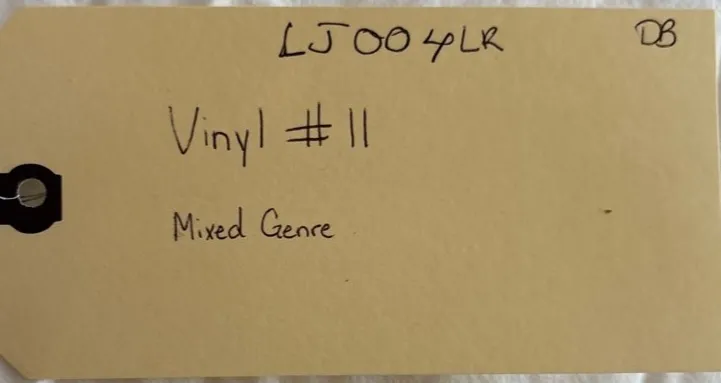 LJ004LR DB
Vinyl # 11
Mixed Genre